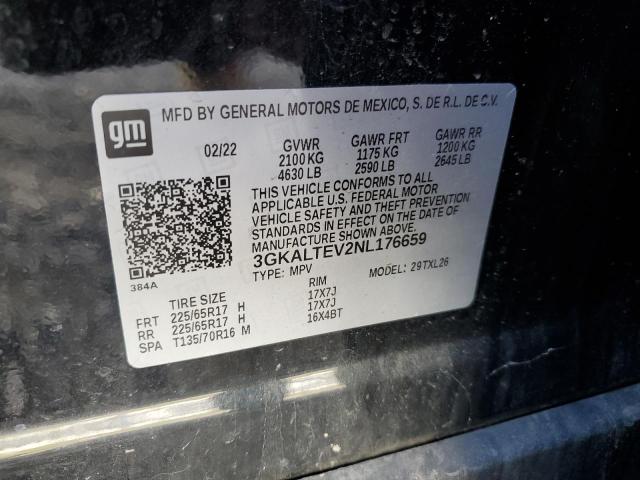 gm
MFD BY GENERAL MOTORS DE MEXICO, S. DE R.L. DE C.V.
02/22 GVWR GAWR FRT GAWR RR
2100 KG 1175 KG 1200 KG
4630 LB 2590 LB 2645 LB
THIS VEHICLE CONFORMS TO ALL
APPLICABLE U.S. FEDERAL MOTOR
VEHICLE SAFETY AND THEFT PREVENTION
STANDARDS IN EFFECT ON THE DATE OF
MANUFACTURE SHOWN ABOVE.
3GKALTEV2NL176659
384A
TYPE: MPV MODEL: 29TXL26
TIRE SIZE RIM
FRT 225/65R17 H 17X7J
RR 225/65R17 H 17X7J
SPA T135/70R16 M 16X4BT